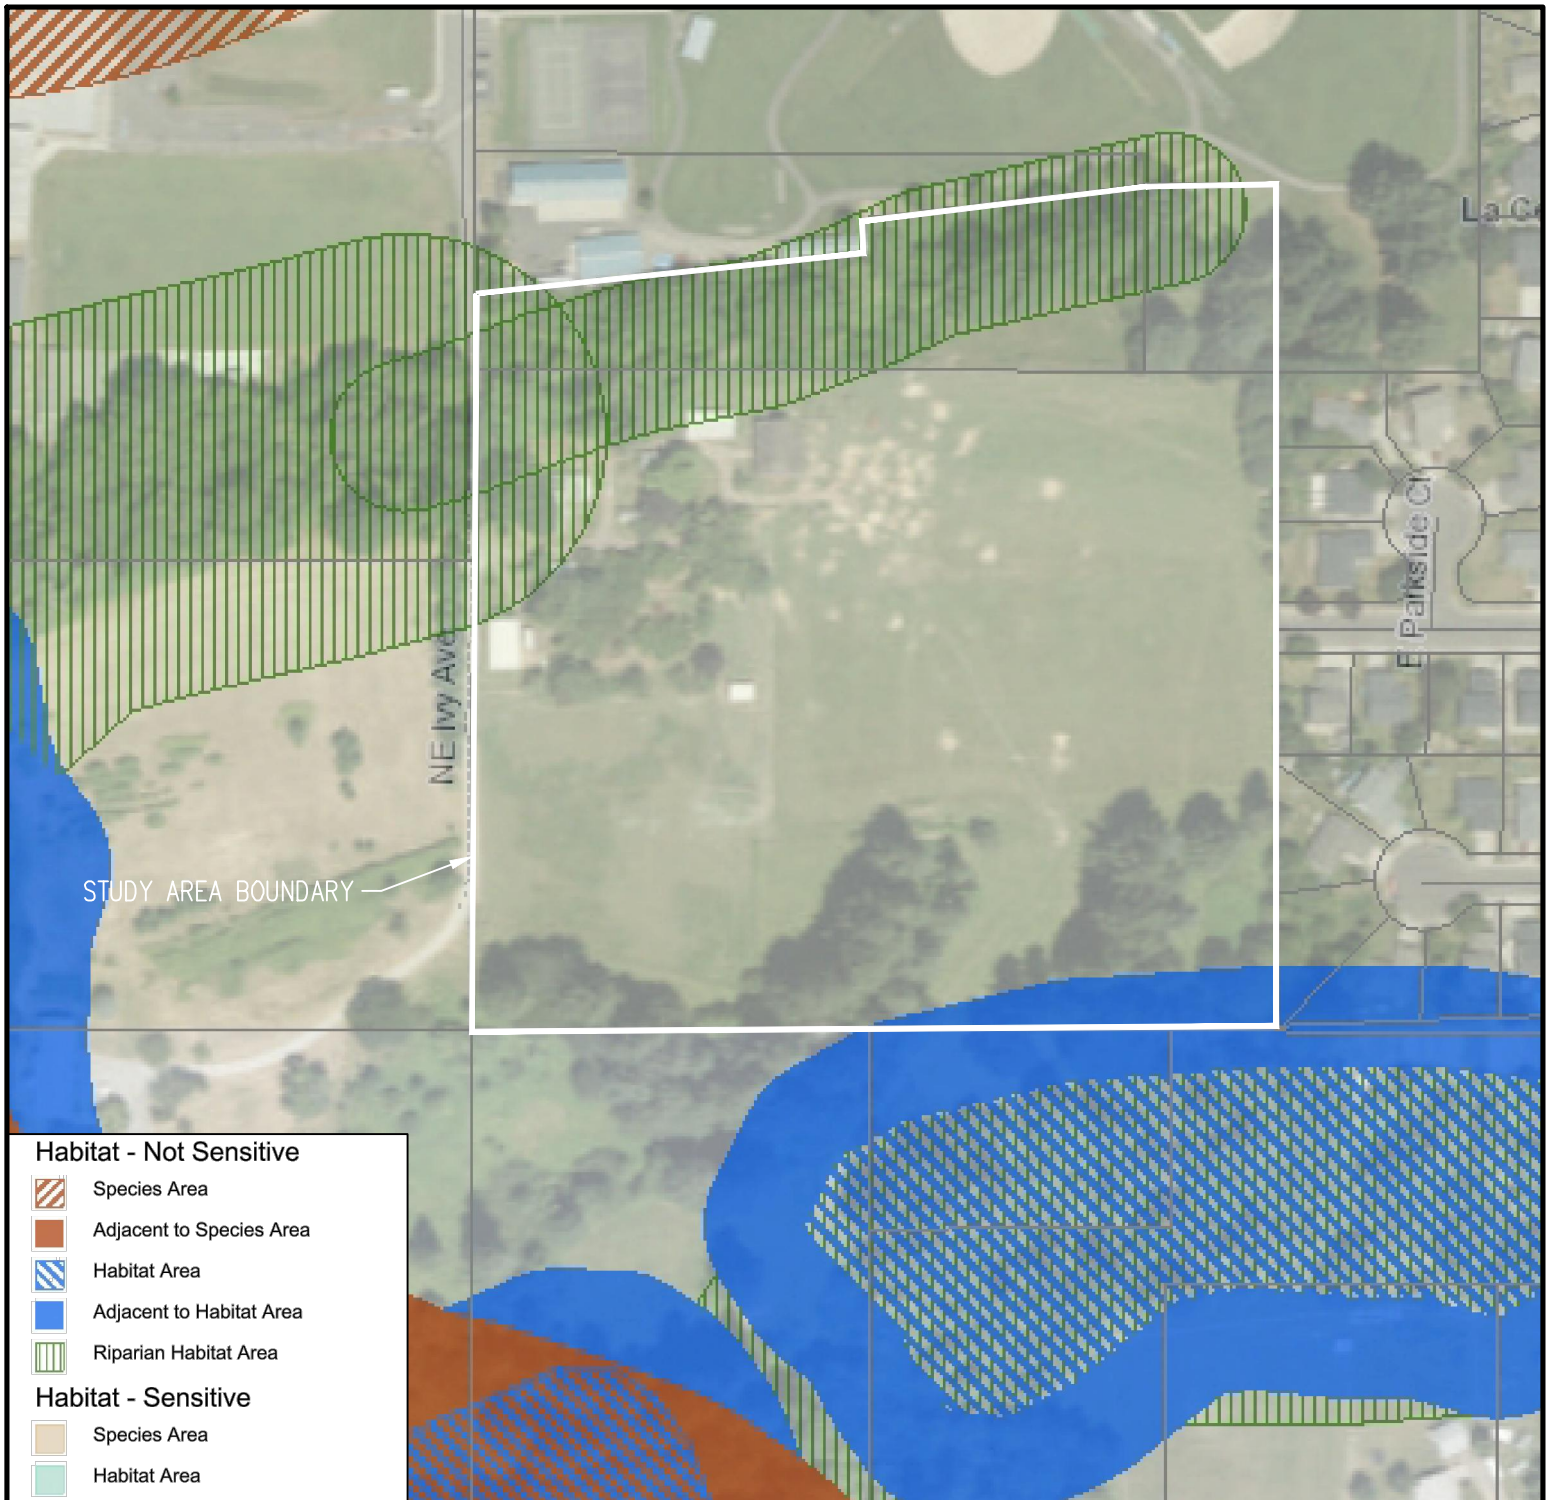 La Ce
E Parkside Ct
NE Ivy Ave
STUDY AREA BOUNDARY
Habitat - Not Sensitive
Species Area
Adjacent to Species Area
Habitat Area
Adjacent to Habitat Area
Riparian Habitat Area
Habitat - Sensitive
Species Area
Habitat Area